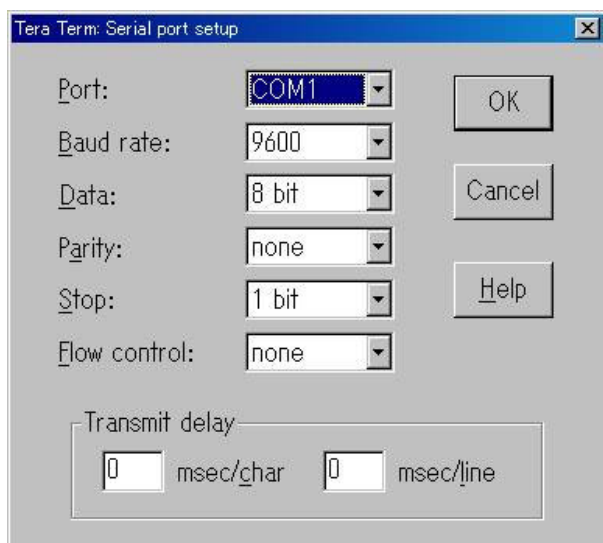 Tera Term: Serial port setup
Port: COM1
OK
Baud rate: 9600
Data: 8 bit
Cancel
Parity: none
Stop: 1 bit
Help
Flow control: none
Transmit delay
0 msec/char 0 msec/line